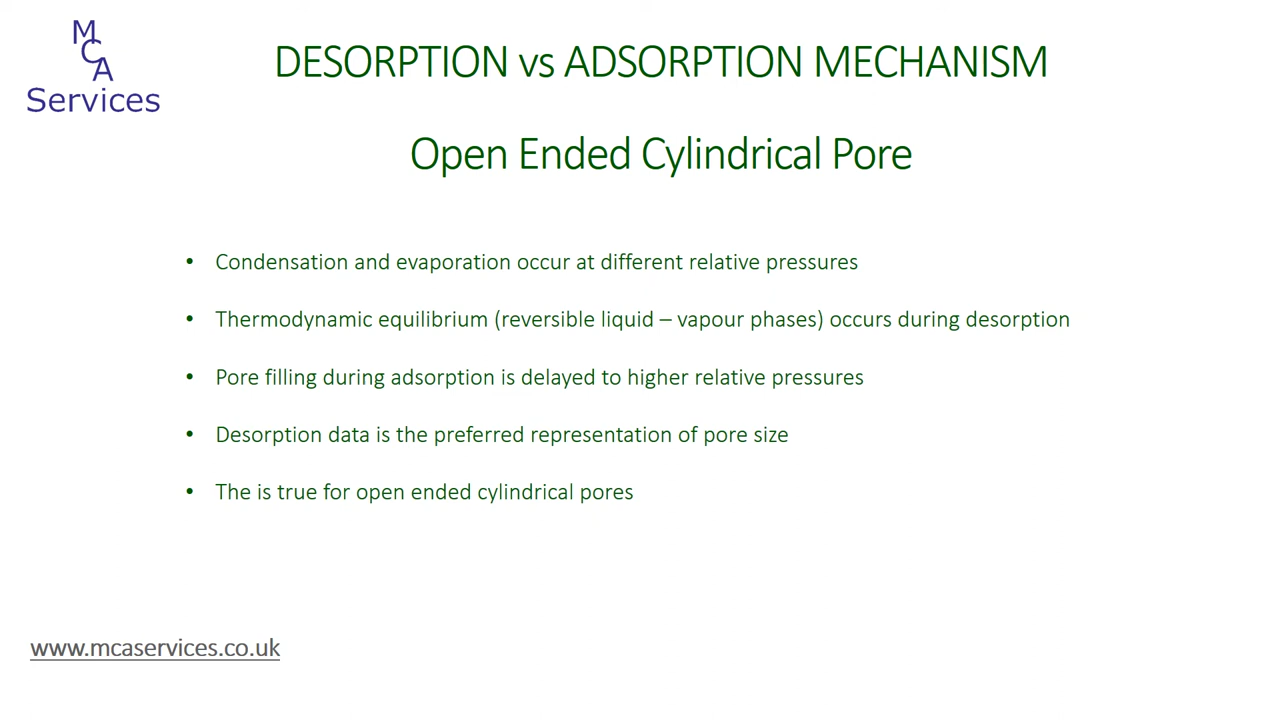 M
C
A
Services
DESORPTION vs ADSORPTION MECHANISM
Open Ended Cylindrical Pore
• Condensation and evaporation occur at different relative pressures
• Thermodynamic equilibrium (reversible liquid – vapour phases) occurs during desorption
• Pore filling during adsorption is delayed to higher relative pressures
• Desorption data is the preferred representation of pore size
• The is true for open ended cylindrical pores
www.mcaservices.co.uk